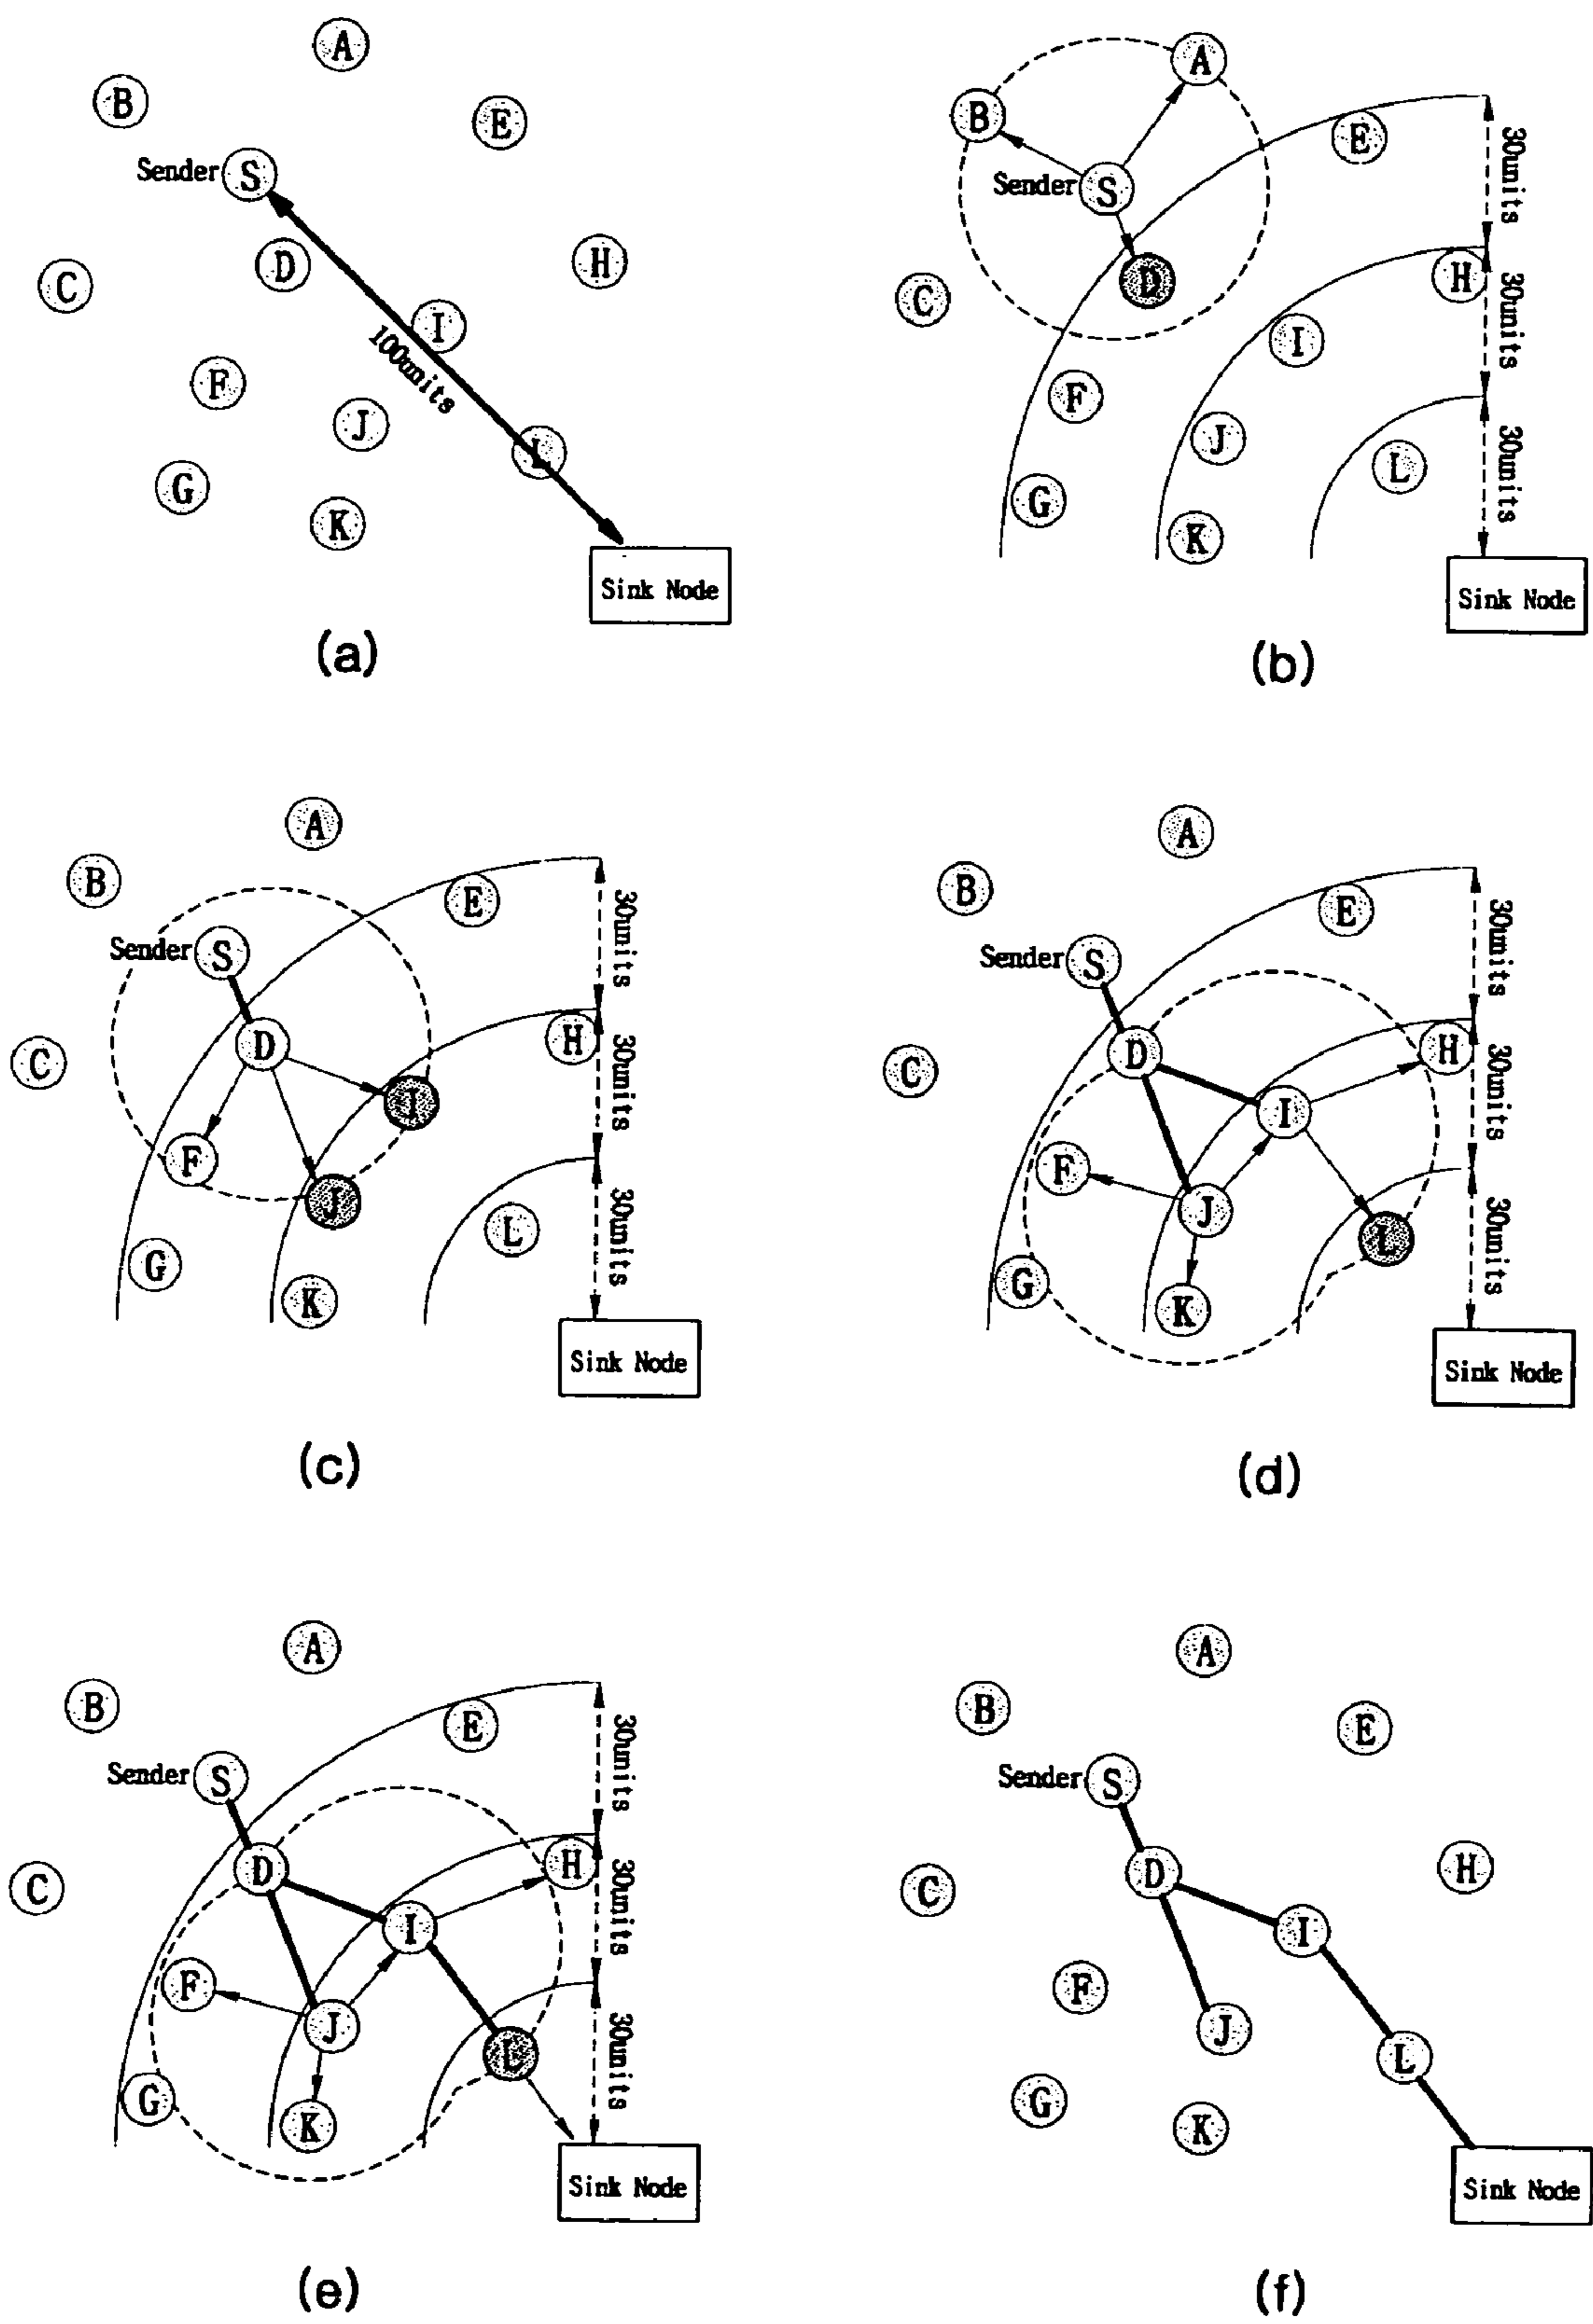 A
B
E
Sender S
D
H
C
I
100units
F
J
L
G
K
Sink Node
(a)
A
B
E
30units
Sender S
D
H
C
30units
I
F
J
30units
L
G
K
Sink Node
(b)
A
B
E
30units
Sender S
D
H
C
30units
I
F
J
30units
L
G
K
Sink Node
(c)
A
B
E
30units
Sender S
D
H
C
30units
I
F
J
30units
L
G
K
Sink Node
(d)
A
B
E
30units
Sender S
D
H
C
30units
I
F
J
30units
L
G
K
Sink Node
(e)
A
B
E
Sender S
D
H
C
I
F
J
L
G
K
Sink Node
(f)